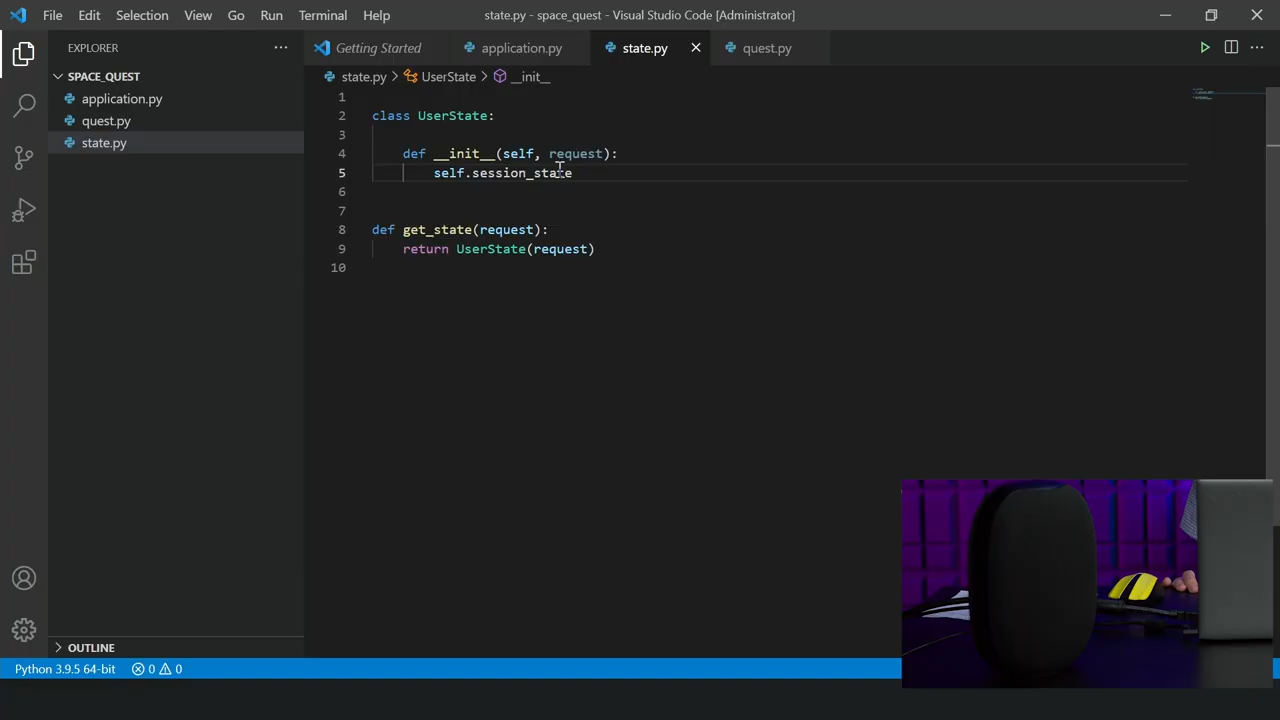 File Edit Selection View Go Run Terminal Help
state.py - space_quest - Visual Studio Code [Administrator]
EXPLORER
SPACE_QUEST
application.py
quest.py
state.py
OUTLINE
Getting Started
application.py
state.py
quest.py
state.py > UserState > __init__
1
2 class UserState:
3
4 def __init__(self, request):
5 self.session_state
6
7
8 def get_state(request):
9 return UserState(request)
10
Python 3.9.5 64-bit 0 0